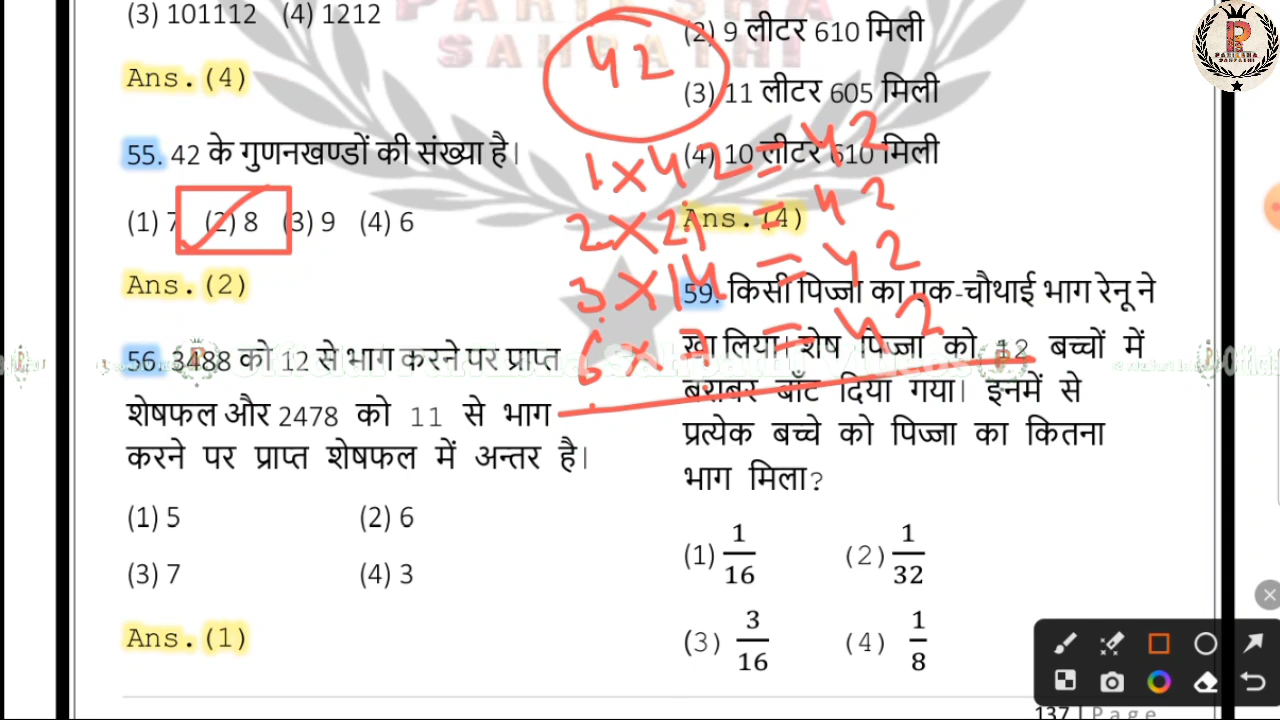 (3) 101112 (4) 1212
Ans.(4)
55. 42 के गुणनखण्डों की संख्या है।
(1) 7 (2) 8 (3) 9 (4) 6
Ans.(2)
56. 3488 को 12 से भाग करने पर प्राप्त
शेषफल और 2478 को 11 से भाग
करने पर प्राप्त शेषफल में अन्तर है।
(1) 5 (2) 6
(3) 7 (4) 3
Ans.(1)
(2) 9 लीटर 610 मिली
(3) 11 लीटर 605 मिली
(4) 10 लीटर 610 मिली
Ans.(4)
59. किसी पिज्जा का एक-चौथाई भाग रेनू ने
खा लिया। शेष पिज्जा को 12 बच्चों में
बराबर बाँट दिया गया। इनमें से
प्रत्येक बच्चे को पिज्जा का कितना
भाग मिला?
(1) 1/16 (2) 1/32
(3) 3/16 (4) 1/8
137 | Page
42
1×42=42
2×21=42
3×14=42
6×7=42
PARIKSHA
SAHPATHI